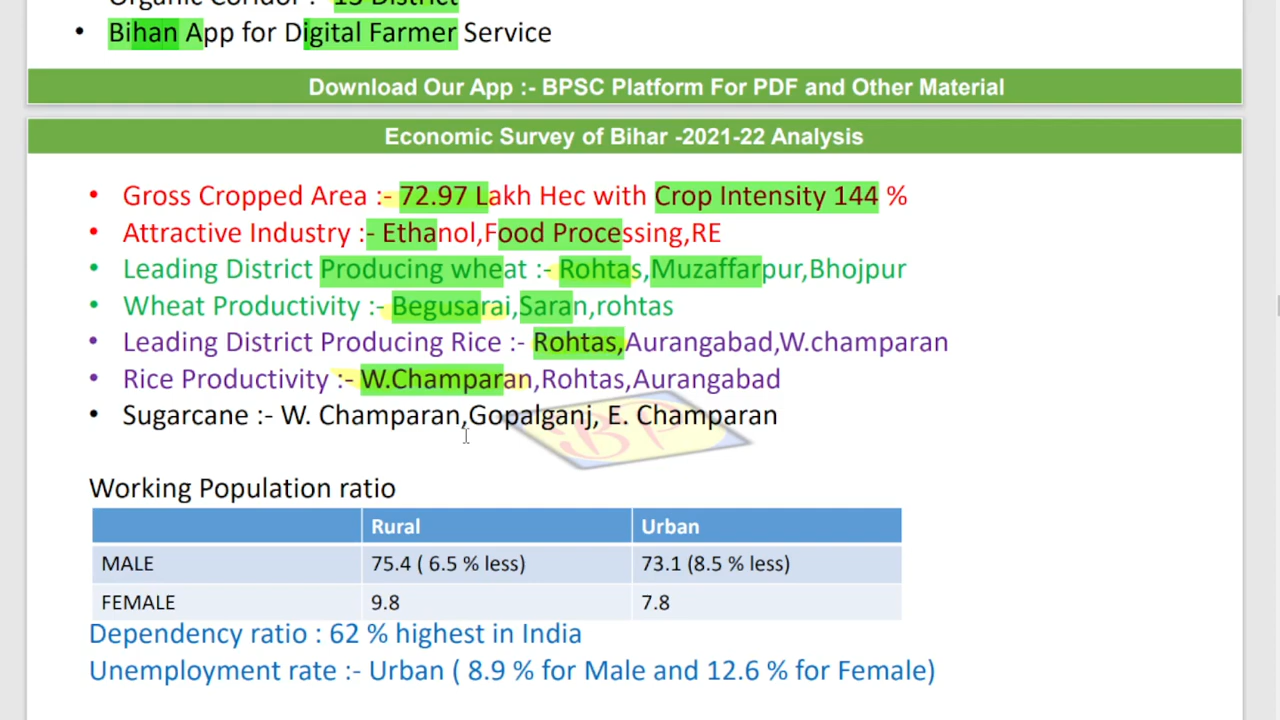 Organic Corridor :- 13 District
• Bihan App for Digital Farmer Service
Download Our App :- BPSC Platform For PDF and Other Material
Economic Survey of Bihar -2021-22 Analysis
• Gross Cropped Area :- 72.97 Lakh Hec with Crop Intensity 144 %
• Attractive Industry :- Ethanol,Food Processing,RE
• Leading District Producing wheat :- Rohtas,Muzaffarpur,Bhojpur
• Wheat Productivity :- Begusarai,Saran,rohtas
• Leading District Producing Rice :- Rohtas,Aurangabad,W.champaran
• Rice Productivity :- W.Champaran,Rohtas,Aurangabad
• Sugarcane :- W. Champaran,Gopalganj, E. Champaran
BP
Working Population ratio
Rural Urban
MALE 75.4 ( 6.5 % less) 73.1 (8.5 % less)
FEMALE 9.8 7.8
Dependency ratio : 62 % highest in India
Unemployment rate :- Urban ( 8.9 % for Male and 12.6 % for Female)